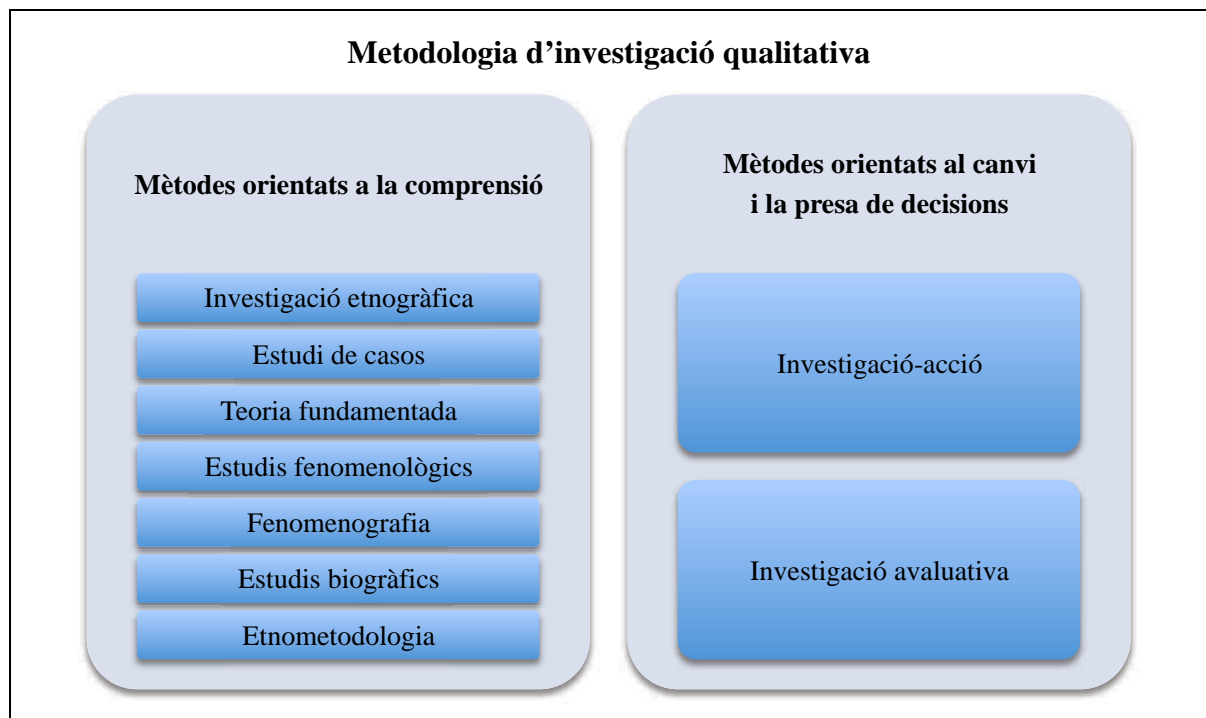 Metodologia d’investigació qualitativa
Mètodes orientats a la comprensió
Investigació etnogràfica
Estudi de casos
Teoria fundamentada
Estudis fenomenològics
Fenomenografia
Estudis biogràfics
Etnometodologia
Mètodes orientats al canvi
i la presa de decisions
Investigació-acció
Investigació avaluativa